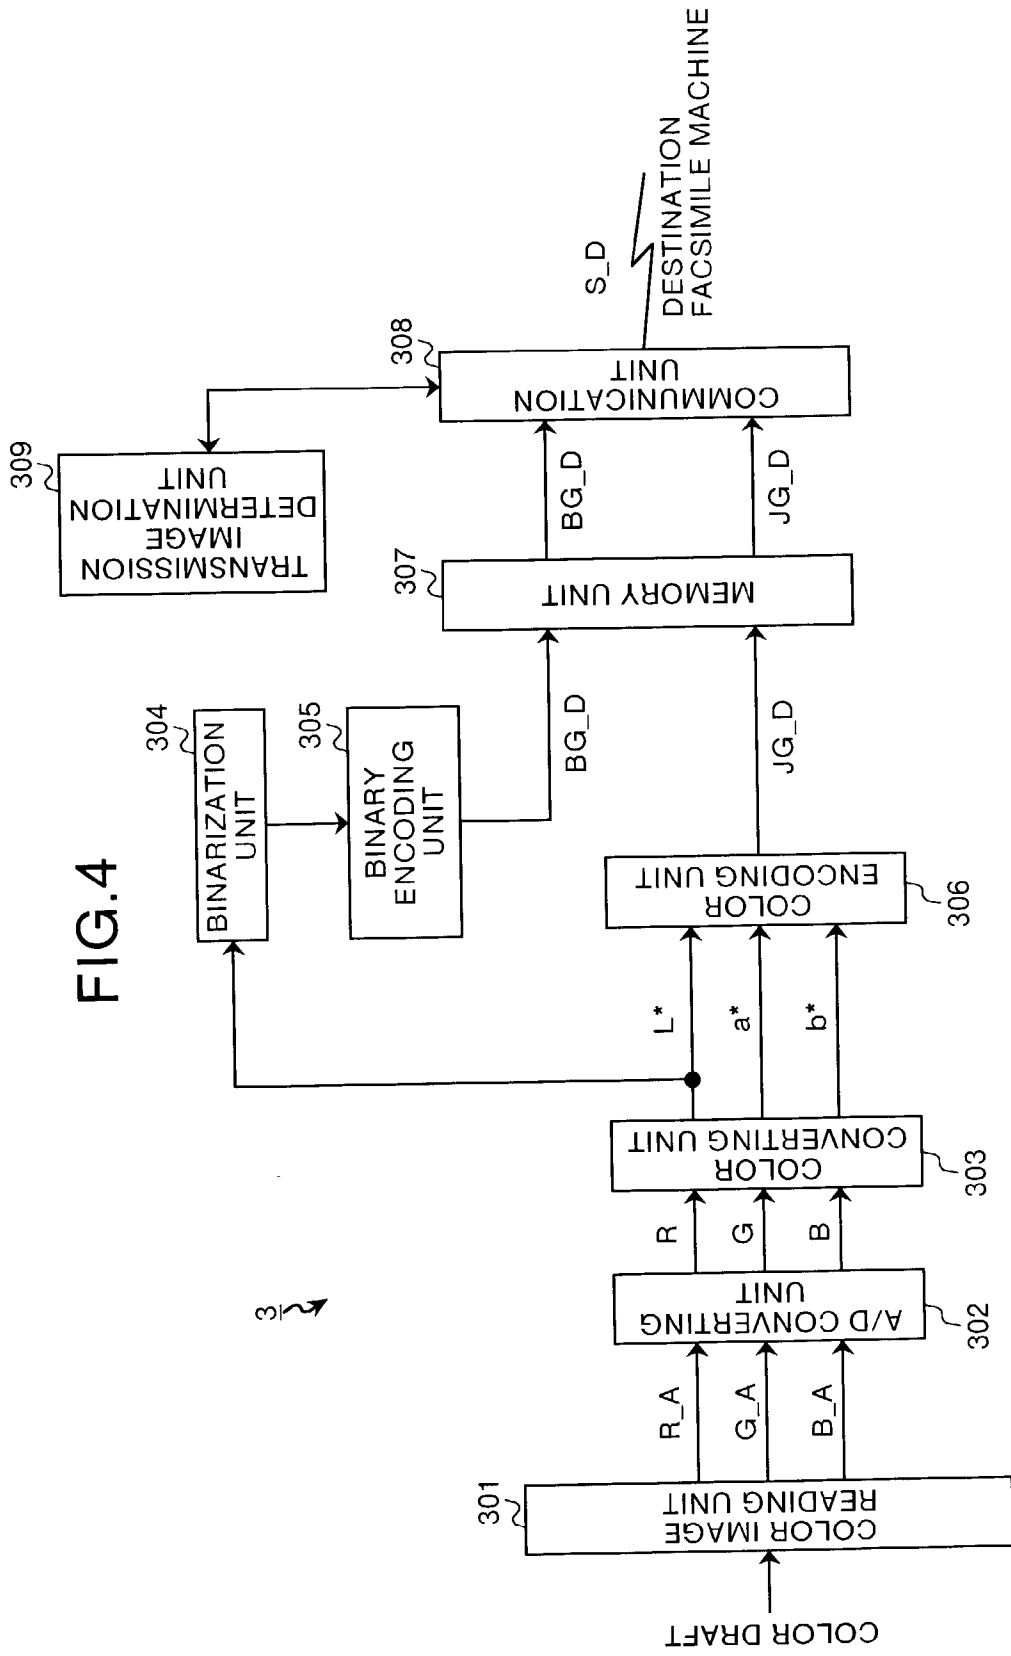 FIG.4
3
COLOR DRAFT
301
COLOR IMAGE
READING UNIT
R_A
G_A
B_A
302
A/D CONVERTING
UNIT
R
G
B
303
COLOR
CONVERTING UNIT
L*
a*
b*
304
BINARIZATION
UNIT
305
BINARY
ENCODING
UNIT
306
COLOR
ENCODING UNIT
BG_D
JG_D
307
MEMORY UNIT
BG_D
JG_D
308
COMMUNICATION
UNIT
309
TRANSMISSION
IMAGE
DETERMINATION
UNIT
S_D
DESTINATION
FACSIMILE MACHINE